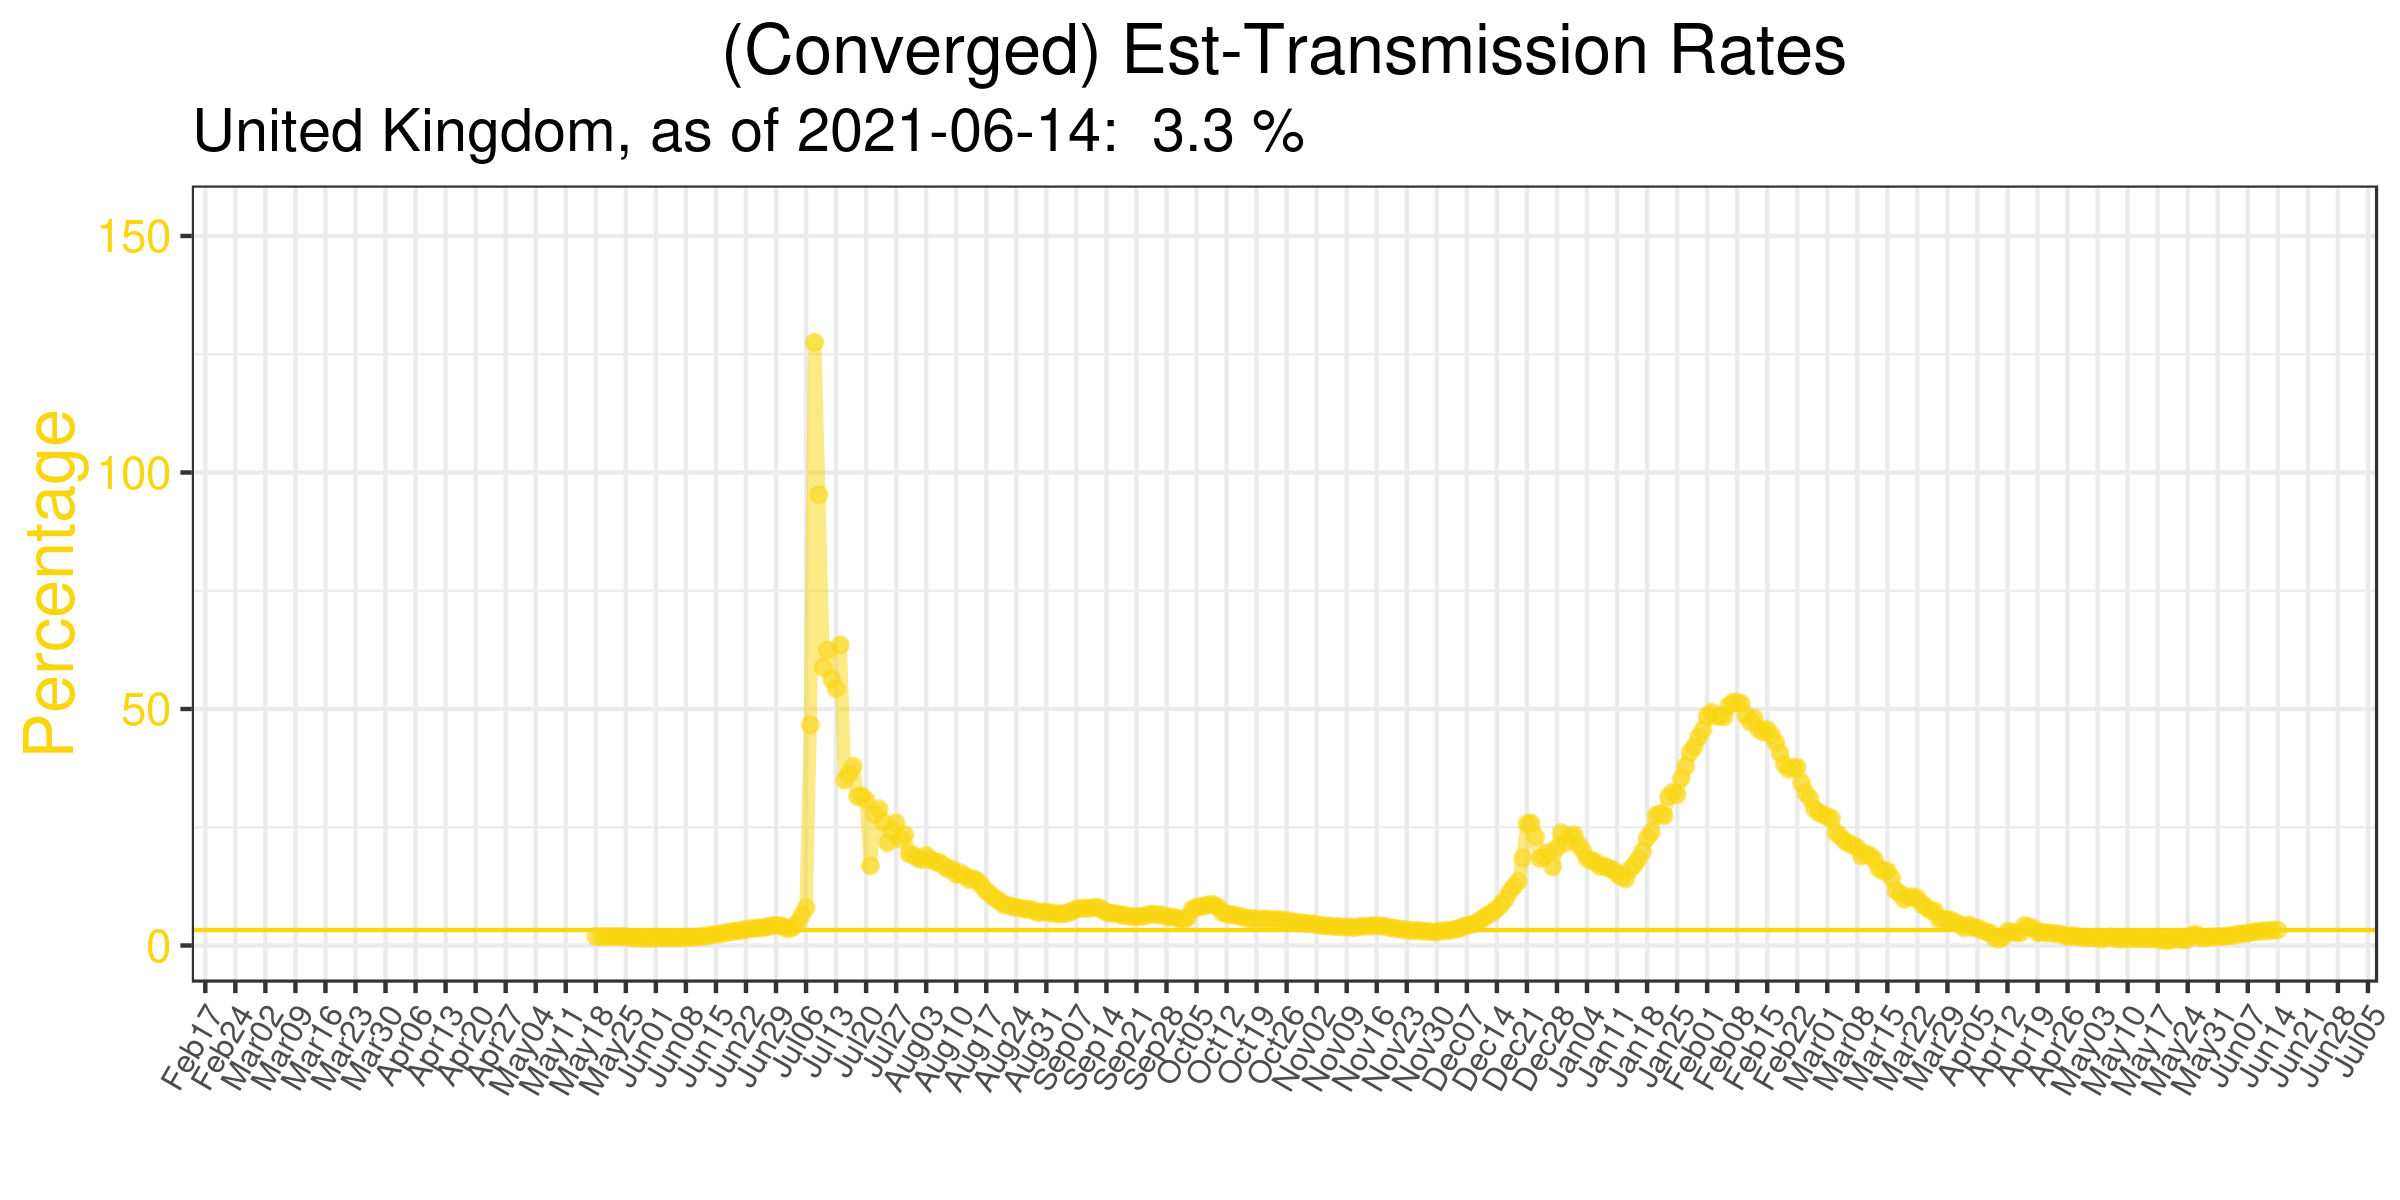 (Converged) Est-Transmission Rates
United Kingdom, as of 2021-06-14:  3.3 %
Percentage
150
100
50
0
Feb17
Feb24
Mar02
Mar09
Mar16
Mar23
Mar30
Apr06
Apr13
Apr20
Apr27
May04
May11
May18
May25
Jun01
Jun08
Jun15
Jun22
Jun29
Jul06
Jul13
Jul20
Jul27
Aug03
Aug10
Aug17
Aug24
Aug31
Sep07
Sep14
Sep21
Sep28
Oct05
Oct12
Oct19
Oct26
Nov02
Nov09
Nov16
Nov23
Nov30
Dec07
Dec14
Dec21
Dec28
Jan04
Jan11
Jan18
Jan25
Feb01
Feb08
Feb15
Feb22
Mar01
Mar08
Mar15
Mar22
Mar29
Apr05
Apr12
Apr19
Apr26
May03
May10
May17
May24
May31
Jun07
Jun14
Jun21
Jun28
Jul05